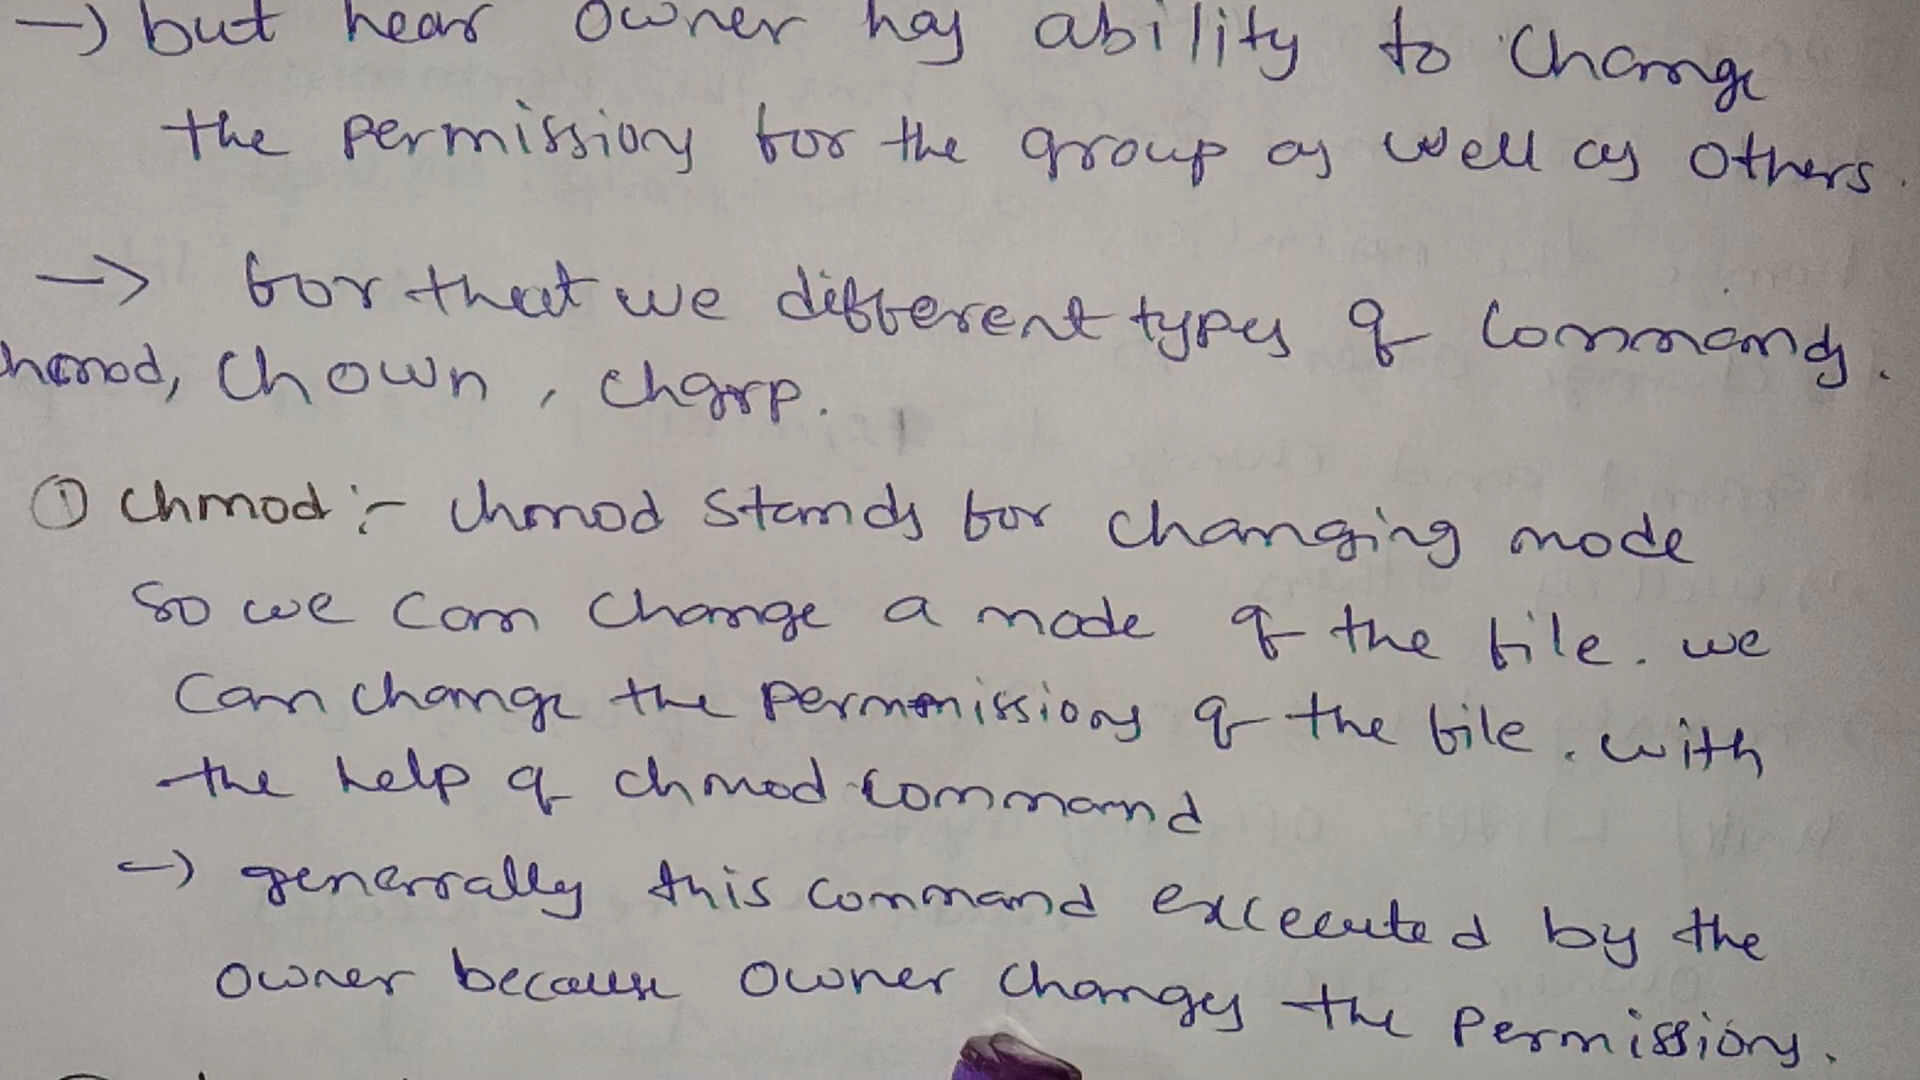 → but hear owner has ability to change
the permissions for the group as well as others.
→ for that we different types of commands.
hmod, chown, chgrp.
① chmod :- chmod stands for changing mode
so we can change a mode of the file. we
can change the permmissions of the file. with
the help of chmod command
→ generally this command excecuted by the
owner because owner changes the permissions.